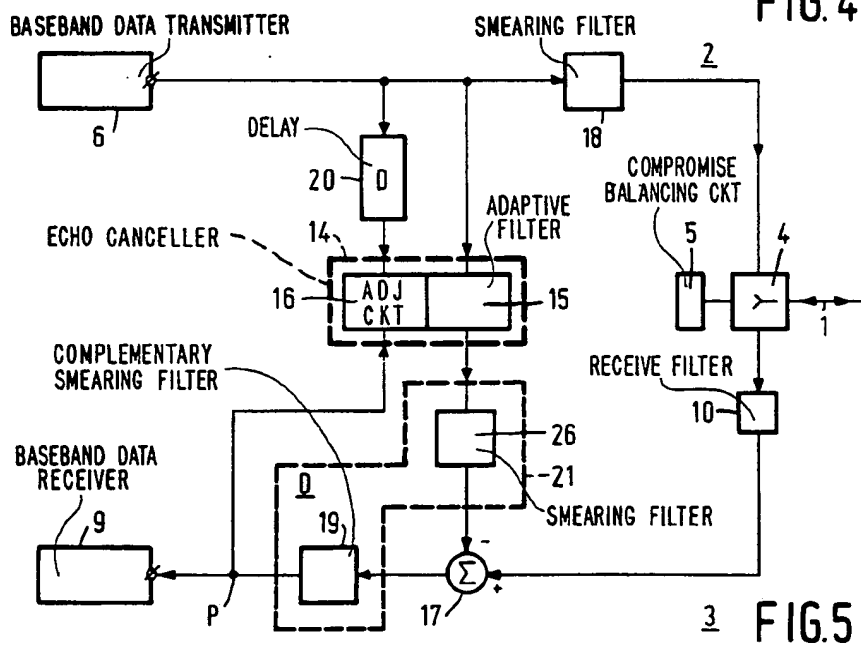 FIG. 4
BASEBAND DATA TRANSMITTER
SMEARING FILTER
2
6
18
DELAY
20
D
COMPROMISE
BALANCING CKT
ADAPTIVE
FILTER
ECHO CANCELLER
14
5
4
16
ADJ
CKT
15
1
COMPLEMENTARY
SMEARING FILTER
RECEIVE FILTER
10
26
21
BASEBAND DATA
RECEIVER
D
SMEARING FILTER
9
19
-
Σ
+
P
17
3
FIG.5